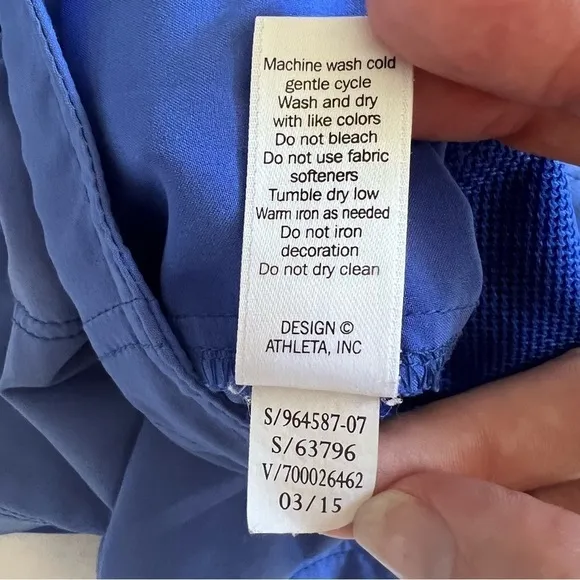 Machine wash cold
gentle cycle
Wash and dry
with like colors
Do not bleach
Do not use fabric
softeners
Tumble dry low
Warm iron as needed
Do not iron
decoration
Do not dry clean
DESIGN ©
ATHLETA, INC
S/964587-07
S/63796
V/700026462
03/15